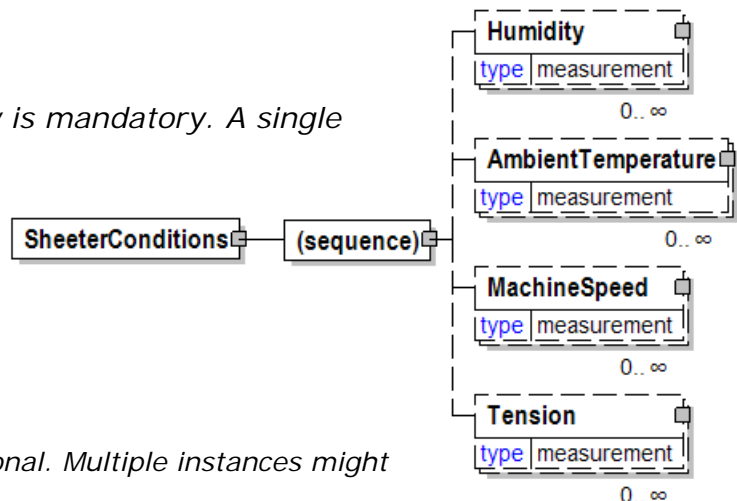 Humidity
type measurement
0.. ∞
is mandatory. A single
AmbientTemperature
type measurement
0.. ∞
SheeterConditions
(sequence)
MachineSpeed
type measurement
0.. ∞
Tension
type measurement
onal. Multiple instances might
0.. ∞